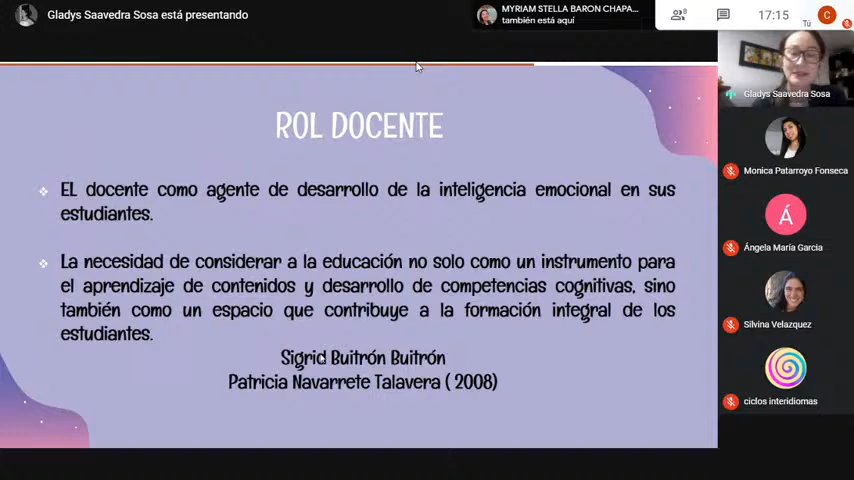 Gladys Saavedra Sosa está presentando
MYRIAM STELLA BARON CHAPA...
también está aquí
8
17:15
Tú
C
ROL DOCENTE
EL docente como agente de desarrollo de la inteligencia emocional en sus
estudiantes.
La necesidad de considerar a la educación no solo como un instrumento para
el aprendizaje de contenidos y desarrollo de competencias cognitivas, sino
también como un espacio que contribuye a la formación integral de los
estudiantes.
Sigrid Buitrón Buitrón
Patricia Navarrete Talavera ( 2008)
Gladys Saavedra Sosa
Monica Patarroyo Fonseca
Á
Ángela María Garcia
Silvina Velazquez
ciclos interidiomas